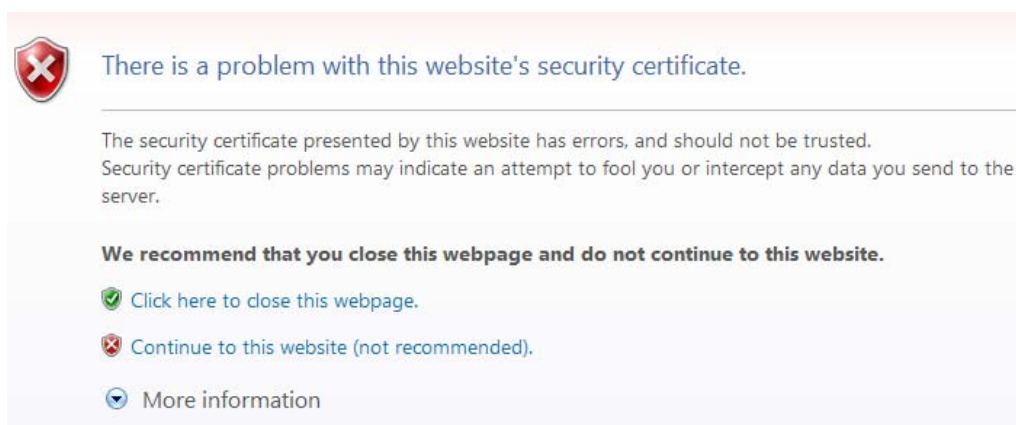 There is a problem with this website's security certificate.
The security certificate presented by this website has errors, and should not be trusted.
Security certificate problems may indicate an attempt to fool you or intercept any data you send to the
server.
We recommend that you close this webpage and do not continue to this website.
Click here to close this webpage.
Continue to this website (not recommended).
More information